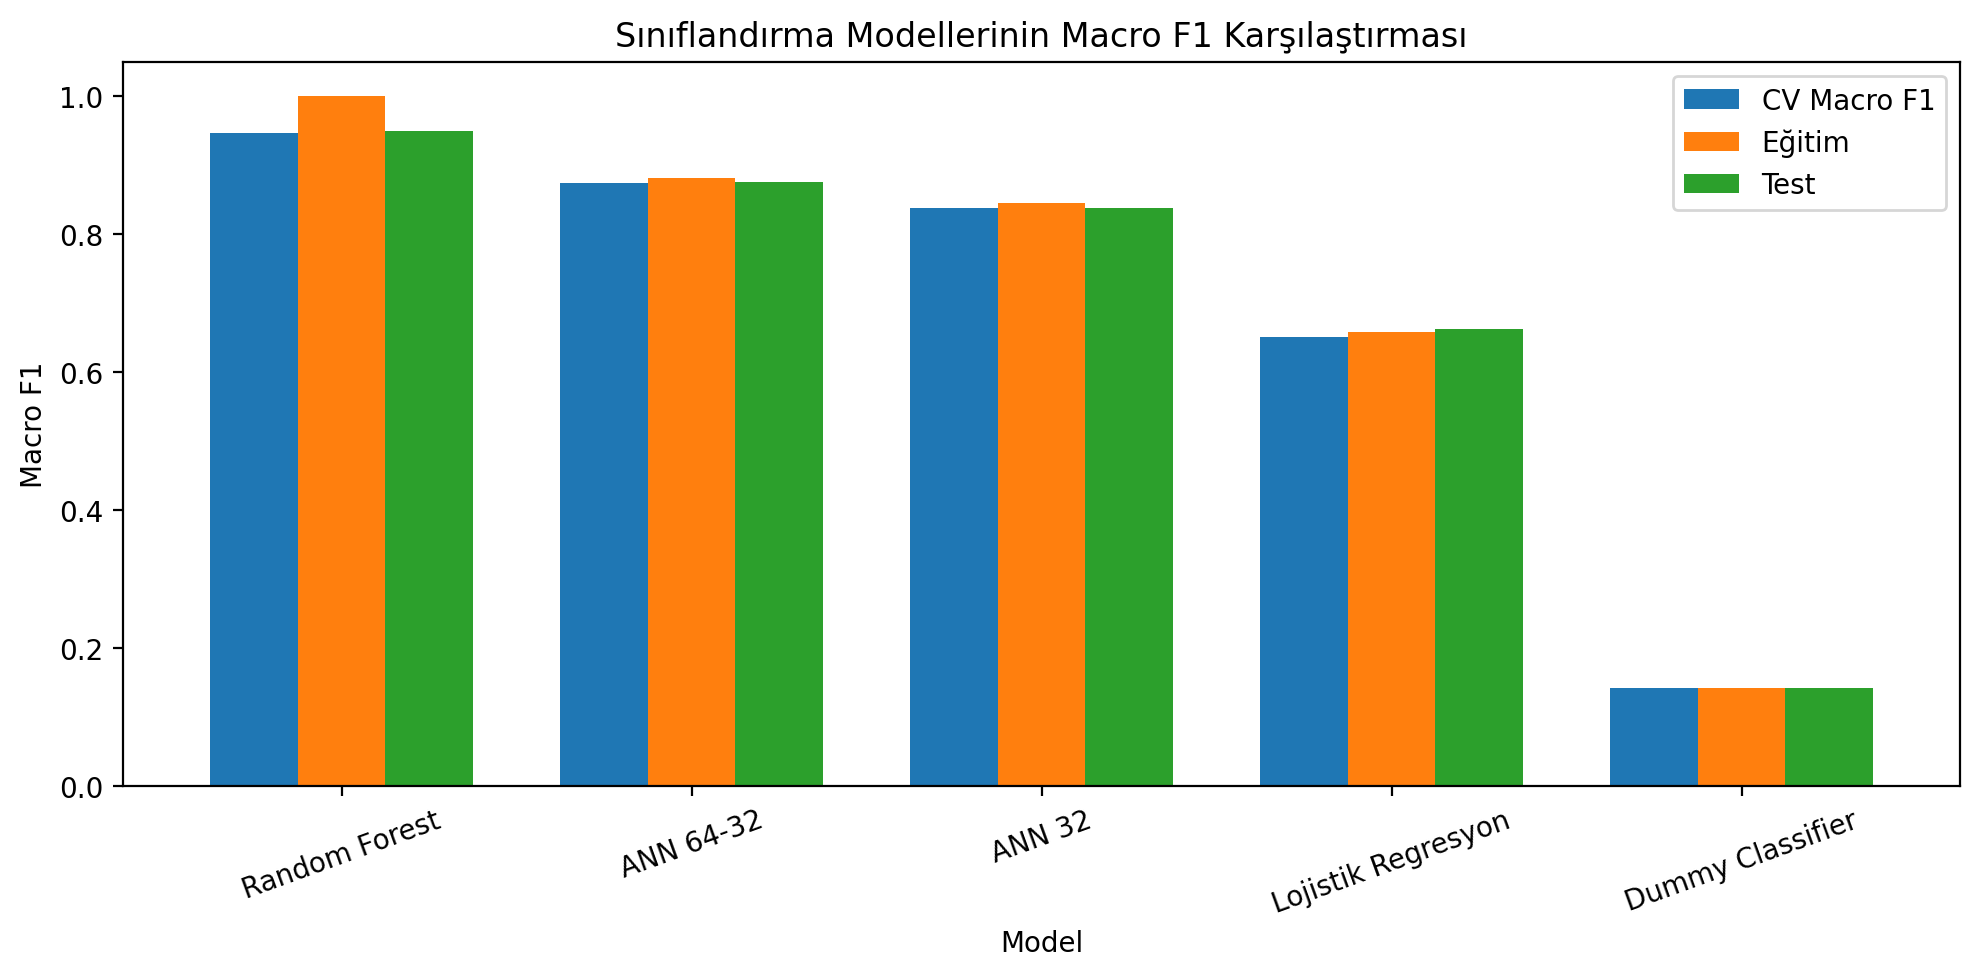 Sınıflandırma Modellerinin Macro F1 Karşılaştırması
CV Macro F1
Eğitim
Test
Macro F1
1.0
0.8
0.6
0.4
0.2
0.0
Random Forest
ANN 64-32
ANN 32
Lojistik Regresyon
Dummy Classifier
Model